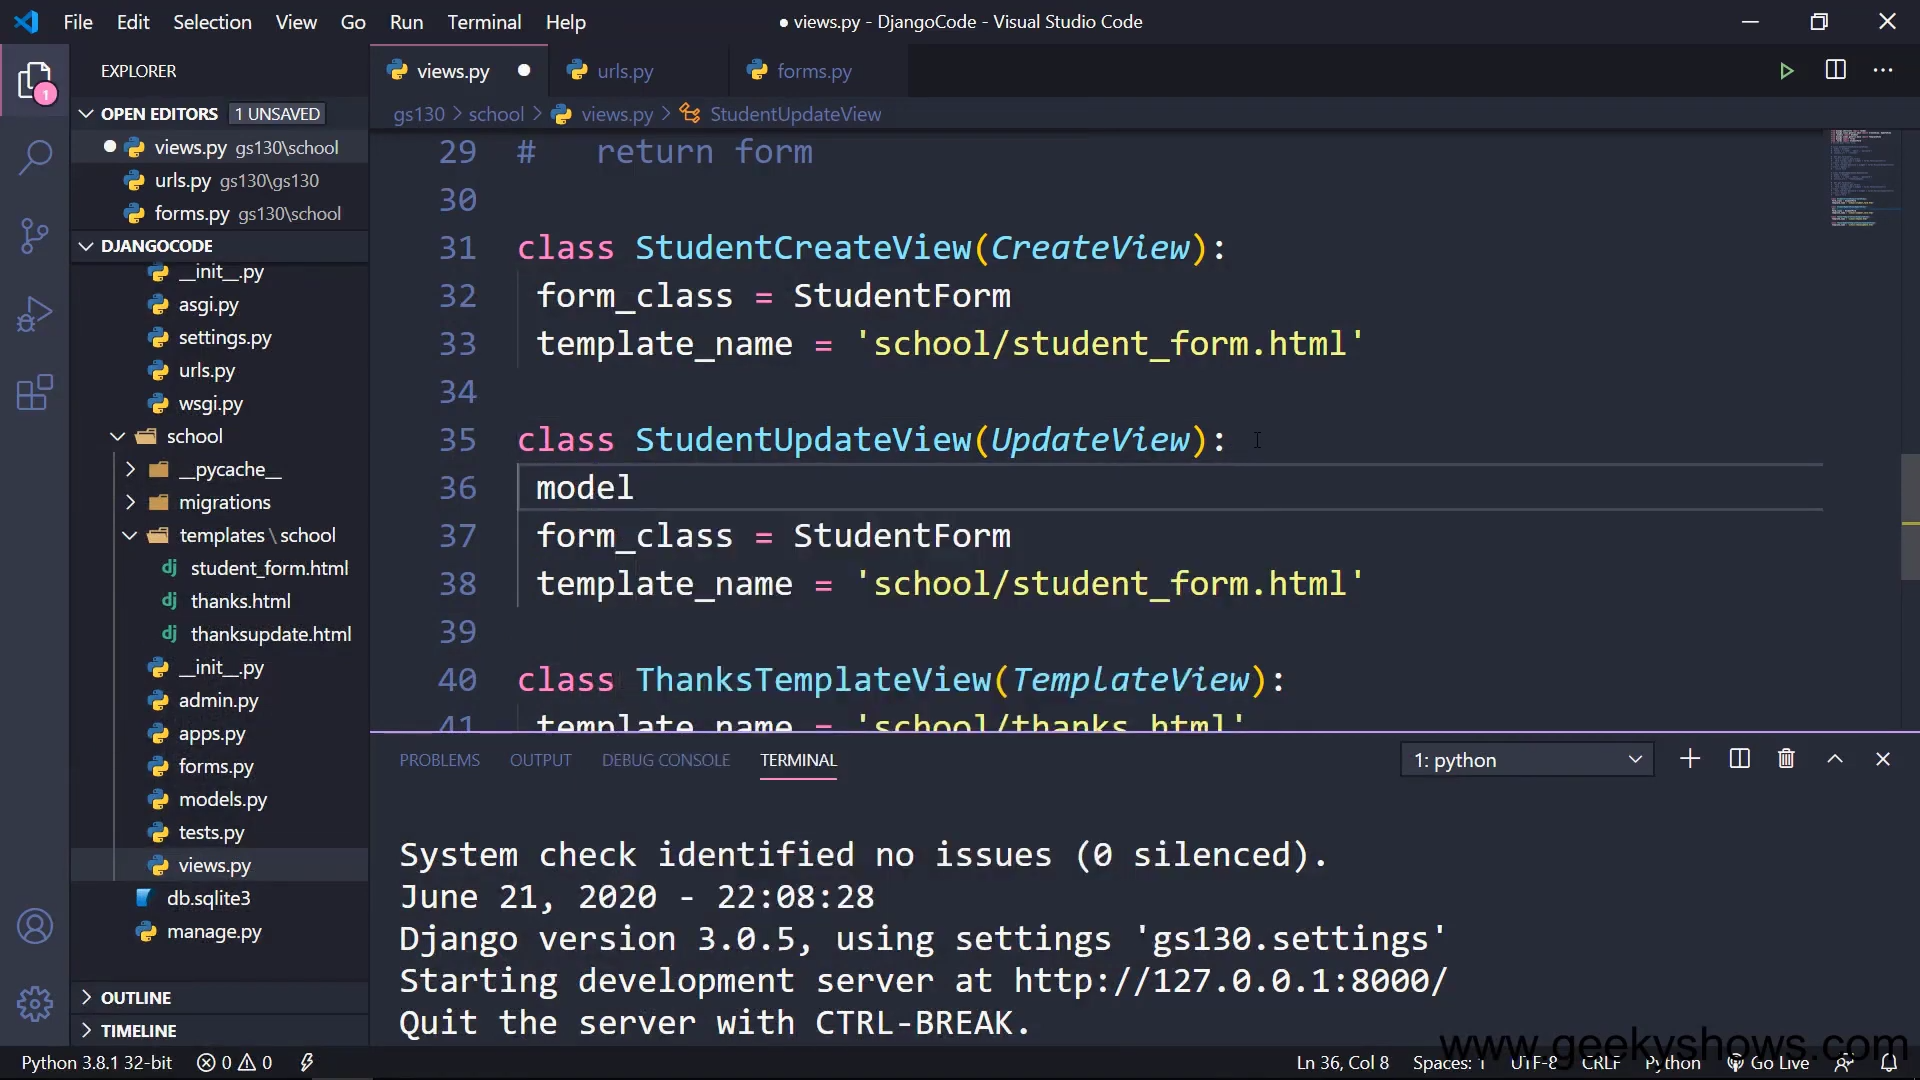 File Edit Selection View Go Run Terminal Help
● views.py - DjangoCode - Visual Studio Code
EXPLORER
1
OPEN EDITORS 1 UNSAVED
views.py gs130\school
urls.py gs130\gs130
forms.py gs130\school
DJANGOCODE
__init__.py
asgi.py
settings.py
urls.py
wsgi.py
school
__pycache__
migrations
templates \ school
student_form.html
thanks.html
thanksupdate.html
__init__.py
admin.py
apps.py
forms.py
models.py
tests.py
views.py
db.sqlite3
manage.py
OUTLINE
TIMELINE
views.py urls.py forms.py
gs130 > school > views.py > StudentUpdateView
29 #   return form
30
31 class StudentCreateView(CreateView):
32 form_class = StudentForm
33 template_name = 'school/student_form.html'
34
35 class StudentUpdateView(UpdateView):
36 model
37 form_class = StudentForm
38 template_name = 'school/student_form.html'
39
40 class ThanksTemplateView(TemplateView):
41 template_name = 'school/thanks.html'
PROBLEMS OUTPUT DEBUG CONSOLE TERMINAL
1: python
System check identified no issues (0 silenced).
June 21, 2020 - 22:08:28
Django version 3.0.5, using settings 'gs130.settings'
Starting development server at http://127.0.0.1:8000/
Quit the server with CTRL-BREAK.
www.geekyshows.com
Python 3.8.1 32-bit 0 0 Ln 36, Col 8 Spaces: 1 UTF-8 CRLF Python Go Live